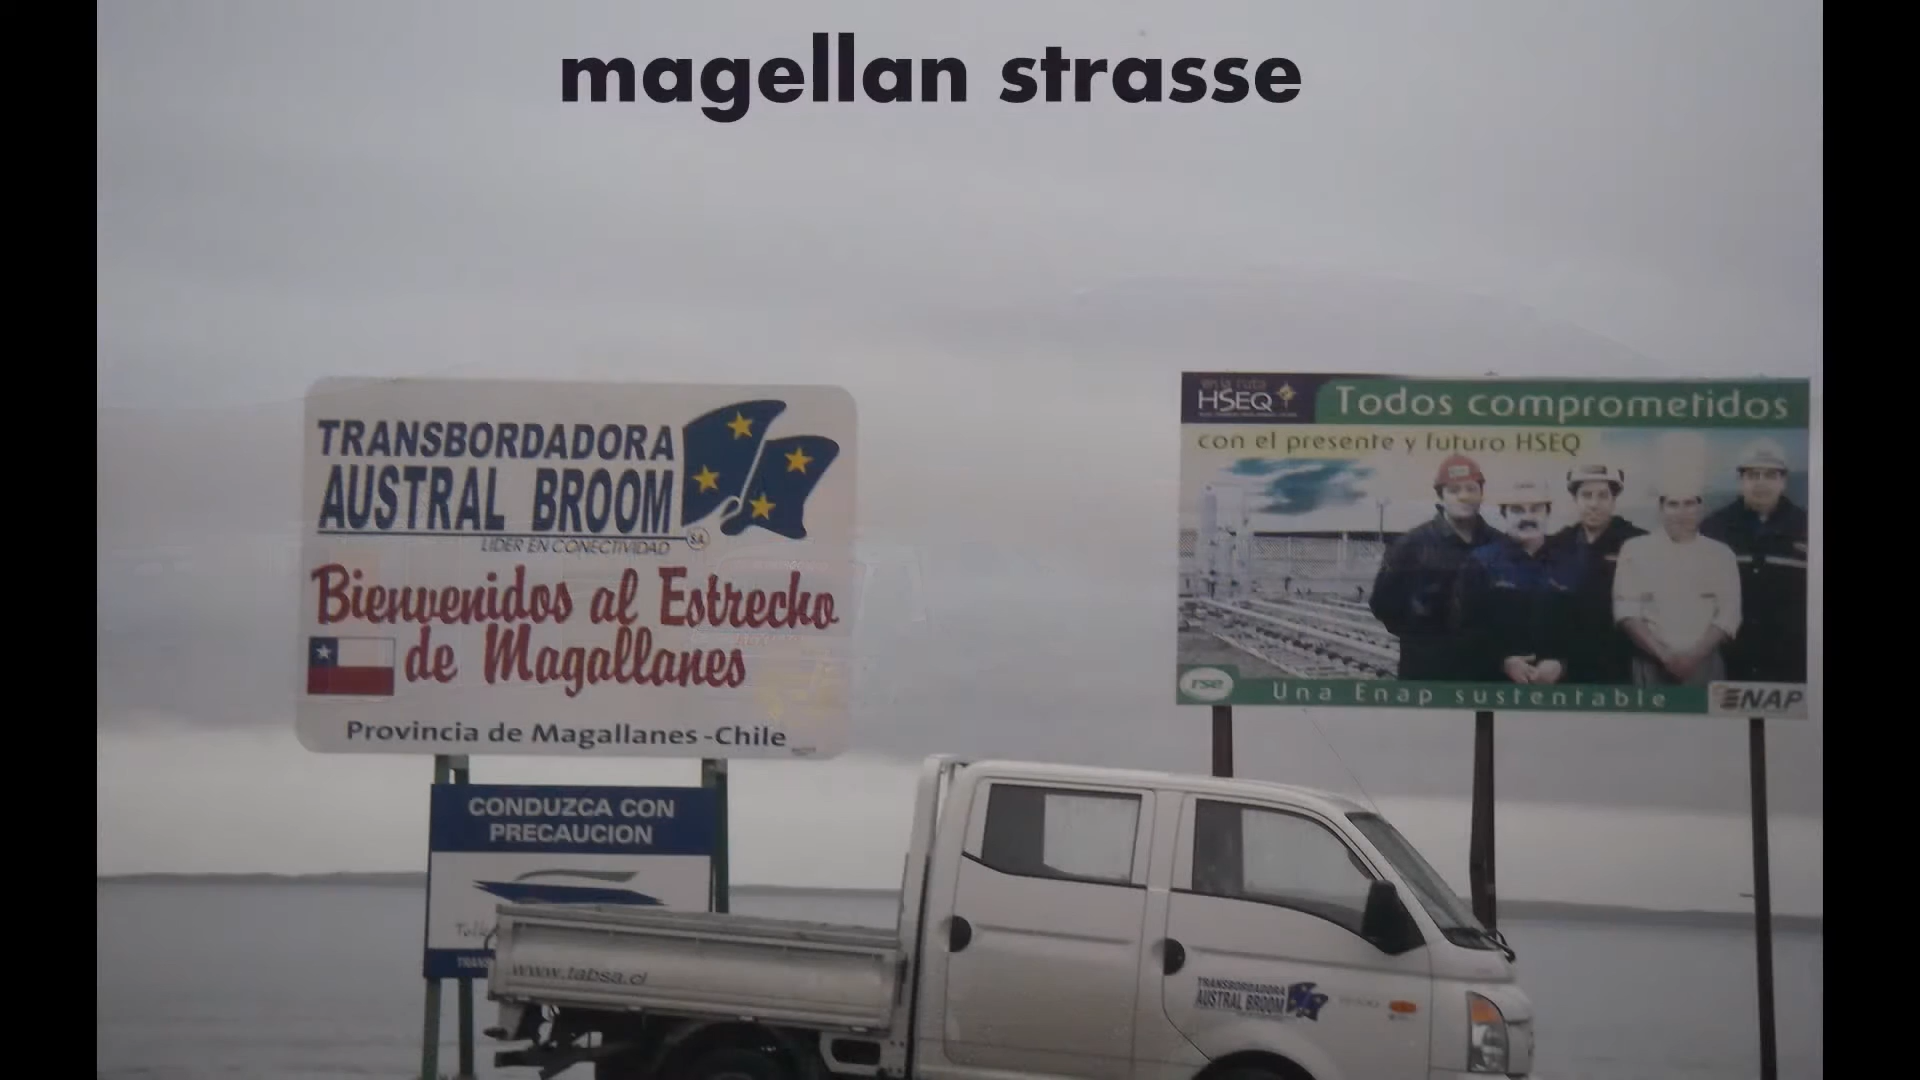 magellan strasse
TRANSBORDADORA
AUSTRAL BROOM
S.A.
LIDER EN CONECTIVIDAD
Bienvenidos al Estrecho
de Magallanes
Provincia de Magallanes - Chile
CONDUZCA CON
PRECAUCION
en la ruta
HSEQ
Todos comprometidos
con el presente y futuro HSEQ
rse
Una Enap sustentable
ENAP
www.tabsa.cl
TRANSBORDADORA
AUSTRAL BROOM